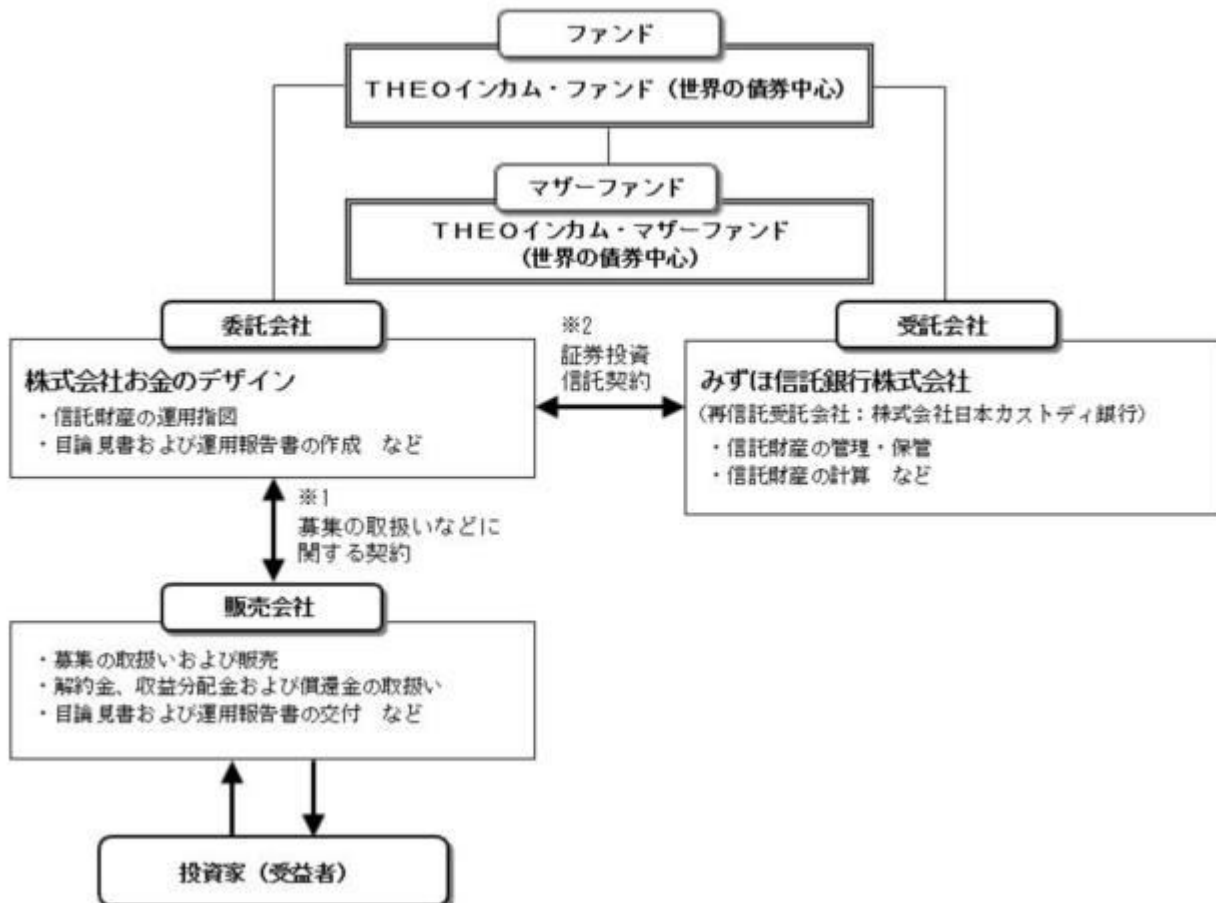 ファンド
THEOインカム・ファンド（世界の債券中心）
マザーファンド
THEOインカム・マザーファンド
（世界の債券中心）
委託会社
株式会社お金のデザイン
・信託財産の運用指図
・目論見書および運用報告書の作成　など
※2
証券投資
信託契約
受託会社
みずほ信託銀行株式会社
（再信託受託会社：株式会社日本カストディ銀行）
・信託財産の管理・保管
・信託財産の計算　など
※1
募集の取扱いなどに
関する契約
販売会社
・募集の取扱いおよび販売
・解約金、収益分配金および償還金の取扱い
・目論見書および運用報告書の交付　など
投資家（受益者）